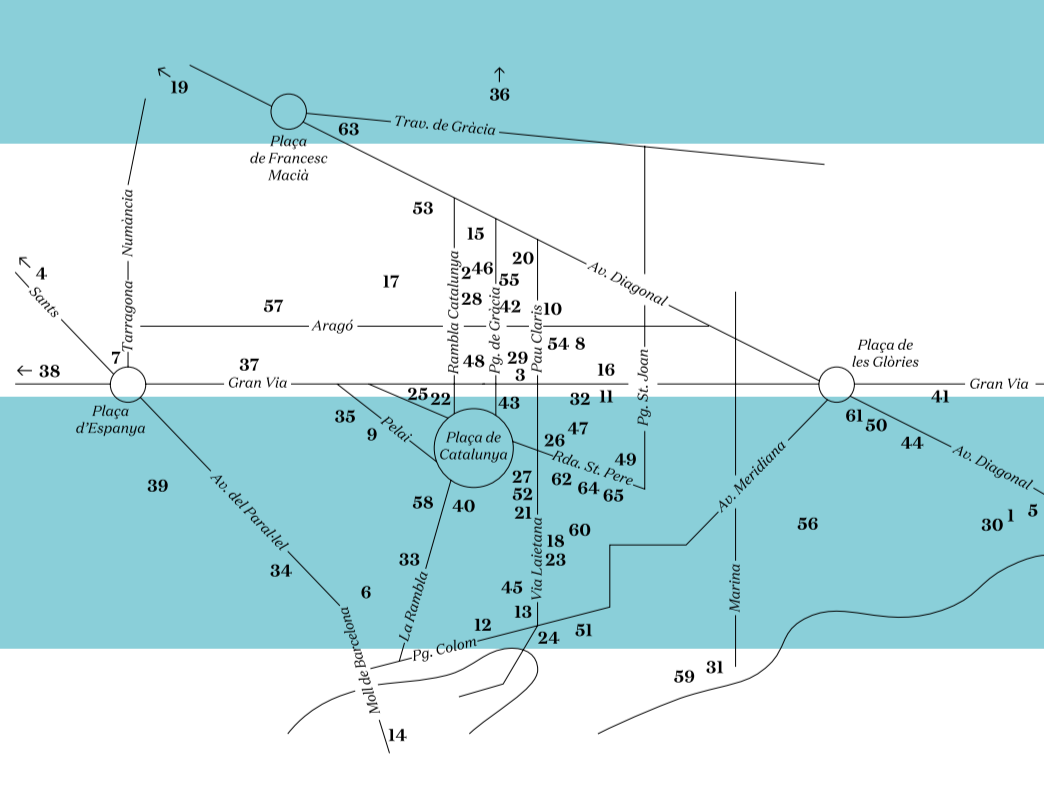 19
36
63
Trav. de Gràcia
Plaça
de Francesc
Macià
53
15
20
4
Sants
Tarragona
Numància
17
2
46
55
Av. Diagonal
57
28
42
10
Rambla Catalunya
Pg. de Gràcia
Pau Claris
Aragó
54
8
Plaça de
les Glòries
7
37
48
29
3
16
Pg. St. Joan
38
Gran Via
Gran Via
41
Plaça
d'Espanya
25
22
43
32
11
35
Pelai
9
Plaça de
Catalunya
26
47
61
50
44
Av. Diagonal
Rda. St. Pere
49
39
Av. del Paral·lel
27
62
64
65
52
21
Av. Meridiana
58
40
56
30
1
5
18
60
23
33
34
6
La Rambla
45
Via Laietana
Marina
13
12
24
51
Pg. Colom
Moll de Barcelona
59
31
14